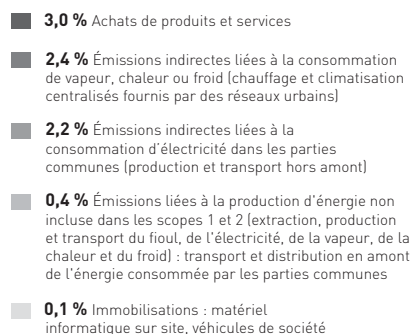 3,0 % Achats de produits et services
2,4 % Émissions indirectes liées à la consommation
de vapeur, chaleur ou froid (chauffage et climatisation
centralisés fournis par des réseaux urbains)
2,2 % Émissions indirectes liées à la
consommation d'électricité dans les parties
communes (production et transport hors amont)
0,4 % Émissions liées à la production d'énergie non
incluse dans les scopes 1 et 2 (extraction, production
et transport du fioul, de l'électricité, de la vapeur, de la
chaleur et du froid) : transport et distribution en amont
de l'énergie consommée par les parties communes
0,1 % Immobilisations : matériel
informatique sur site, véhicules de société